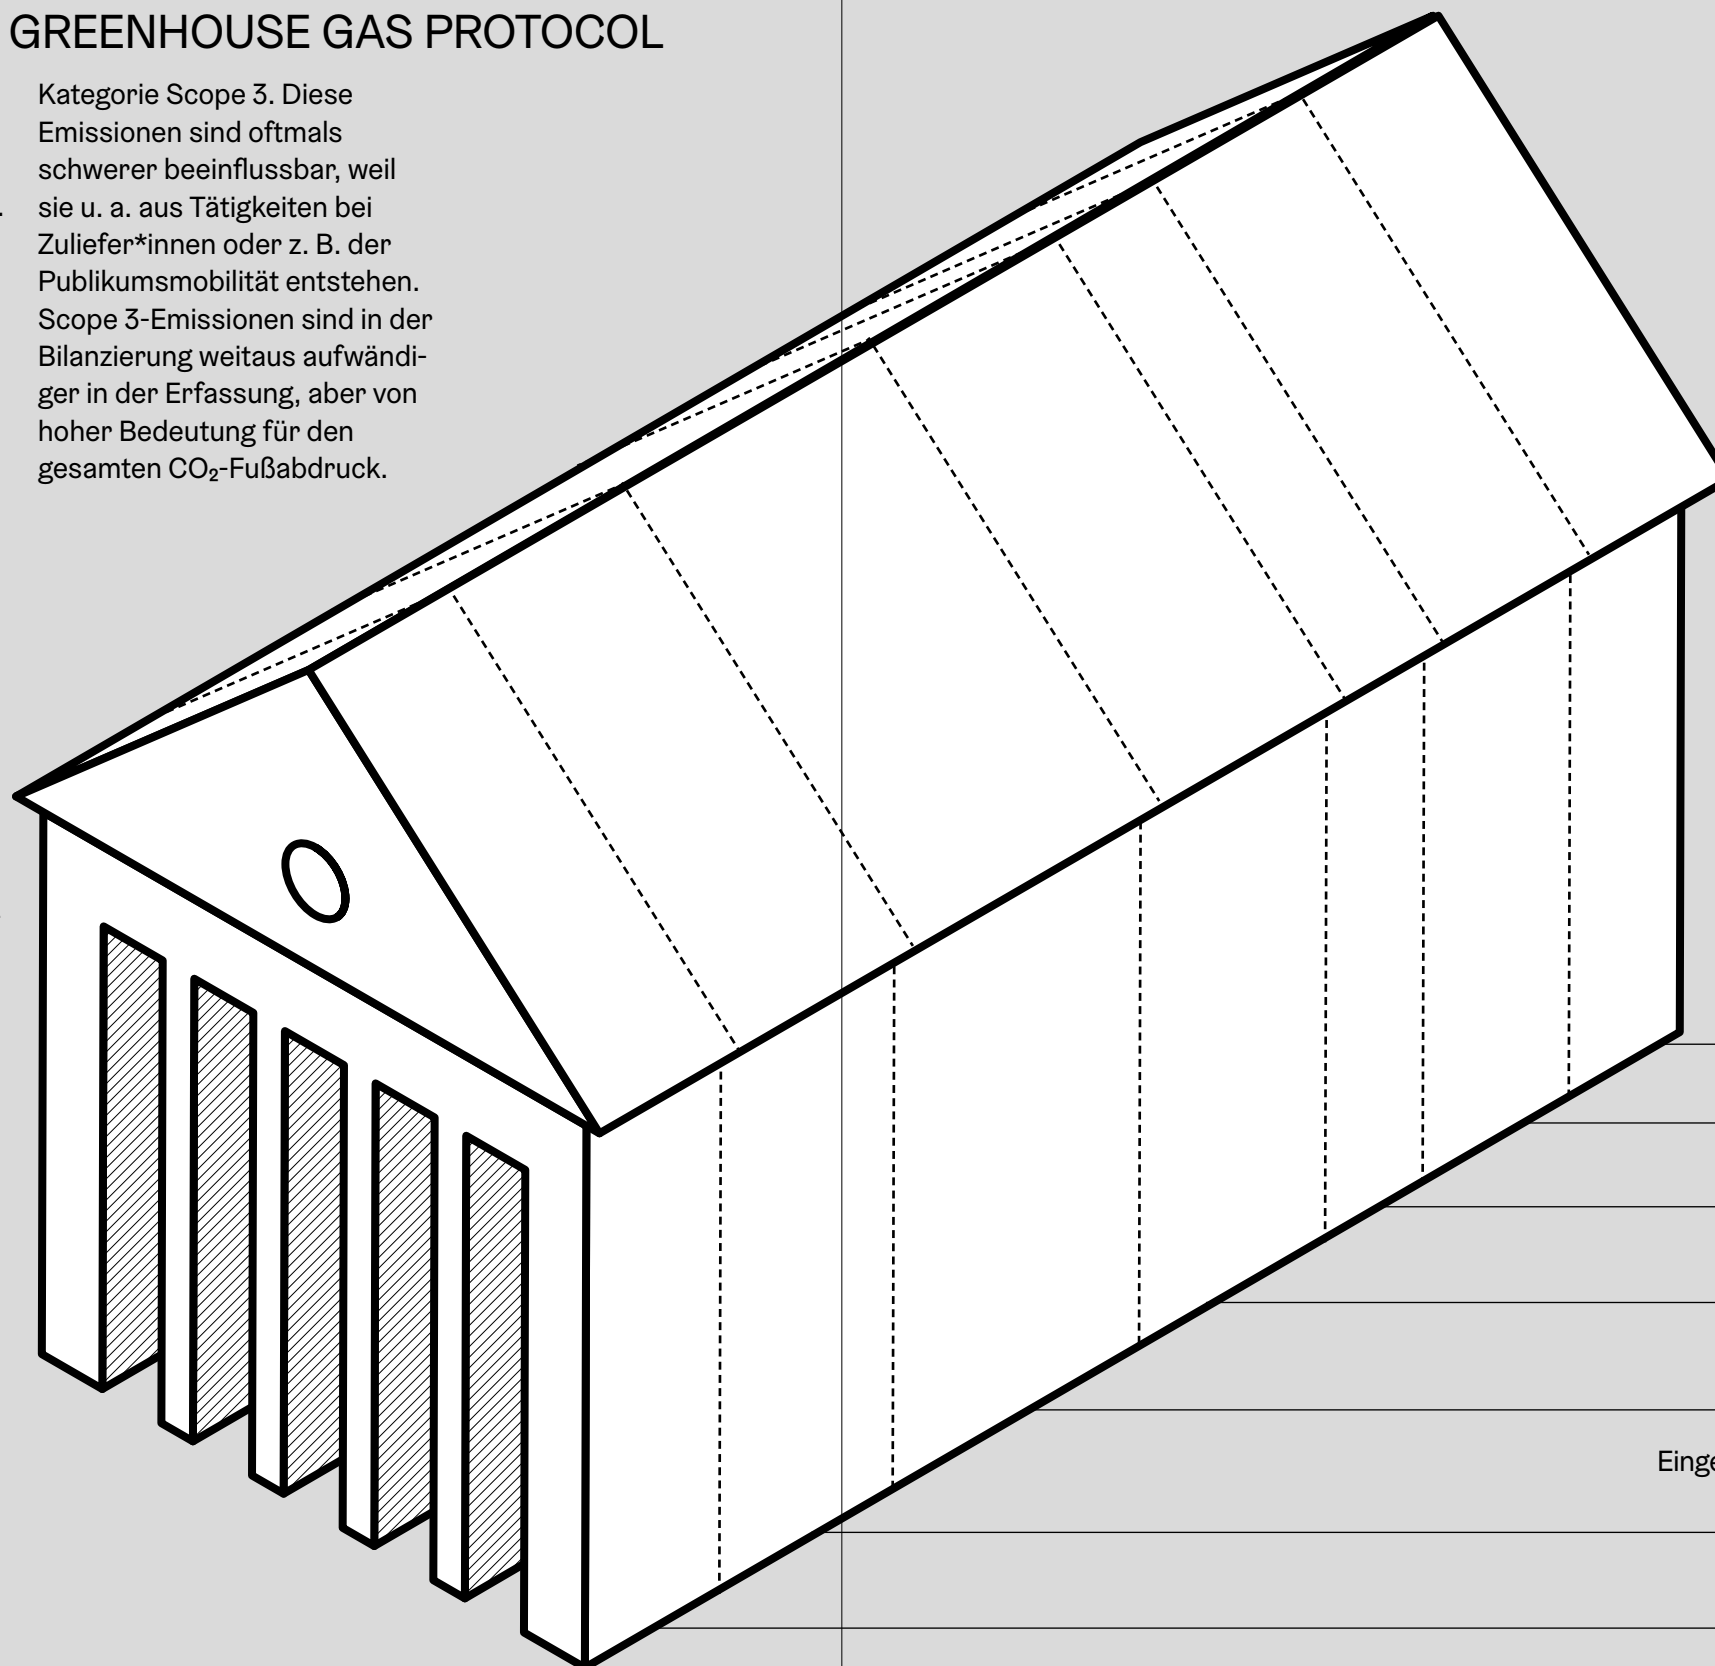 GREENHOUSE GAS PROTOCOL
Kategorie Scope 3. Diese
Emissionen sind oftmals
schwerer beeinflussbar, weil
sie u. a. aus Tätigkeiten bei
Zuliefer*innen oder z. B. der
Publikumsmobilität entstehen.
Scope 3-Emissionen sind in der
Bilanzierung weitaus aufwändi-
ger in der Erfassung, aber von
hoher Bedeutung für den
gesamten CO₂-Fußabdruck.
Einge